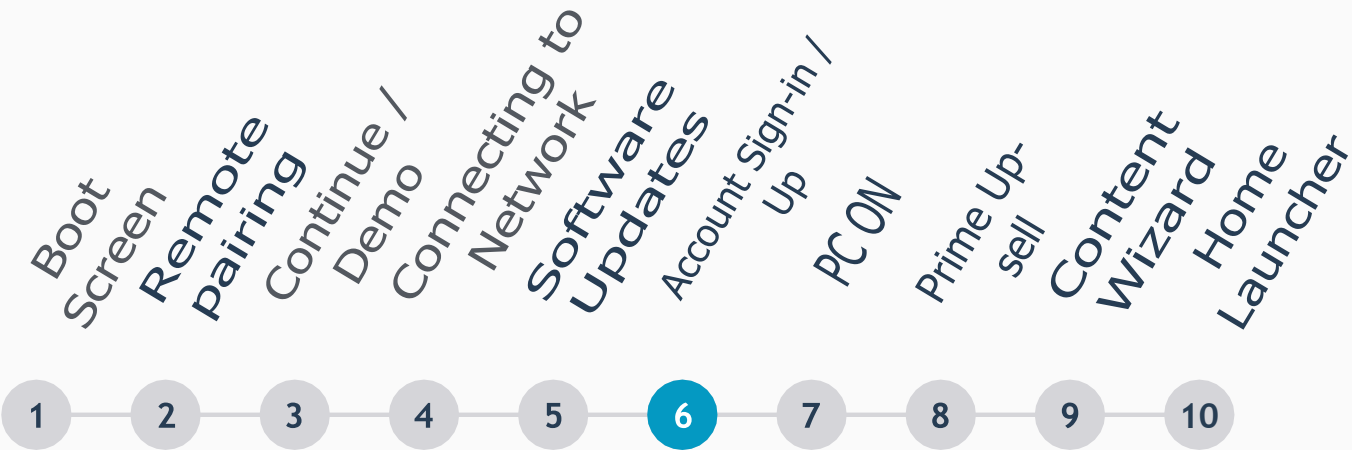 Boot
Screen
Remote
pairing
Continue /
Demo
Connecting to
Network
Software
Updates
Account Sign-in /
Up
PC ON
Prime Up-
sell
Content
Wizard
Home
Launcher
1 2 3 4 5 6 7 8 9 10